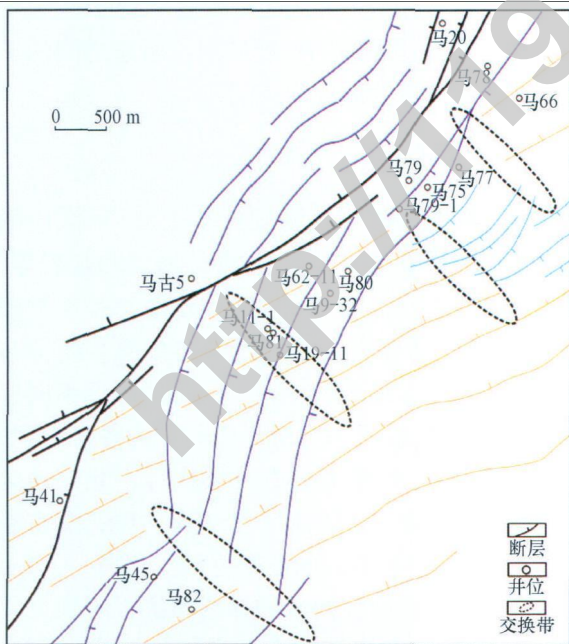 马20
马78
0 500 m
马66
马79
马77
马75
马79-1
马古5
马62-11
马80
马9-32
马11-1
马81
马19-11
马41
断层
井位
马45
马82
交换带
http://119